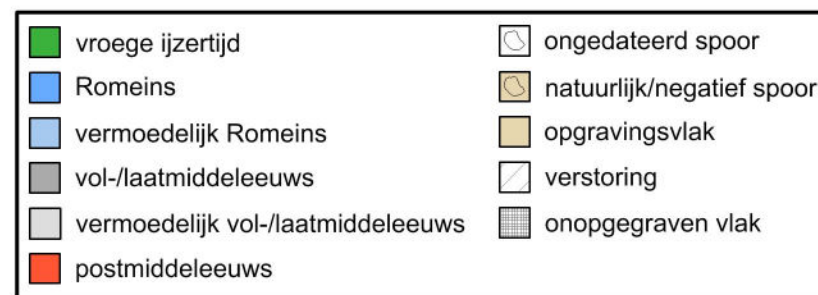 vroege ijzertijd
Romeins
vermoedelijk Romeins
vol-/laatmiddeleeuws
vermoedelijk vol-/laatmiddeleeuws
postmiddeleeuws
ongedateerd spoor
natuurlijk/negatief spoor
opgravingsvlak
verstoring
onopgegraven vlak